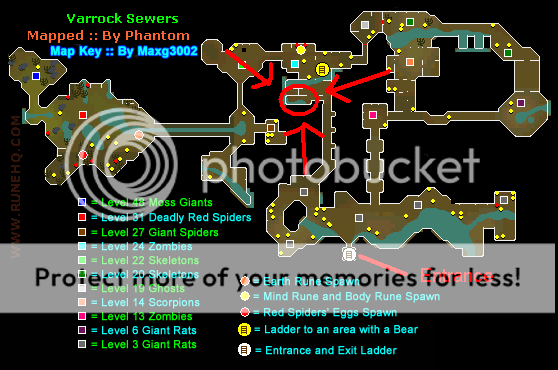 Varrock Sewers
Mapped :: By Phantom
Map Key :: By Maxg3002
WWW.RUNEHQ.COM
photobucket
= Level 48 Moss Giants
= Level 31 Deadly Red Spiders
= Level 27 Giant Spiders
= Level 24 Zombies
= Level 22 Skeletons
= Level 20 Skeletons
= Level 19 Ghosts
= Level 14 Scorpions
= Level 13 Zombies
= Level 6 Giant Rats
= Level 3 Giant Rats
Entrance
Protect more of your memories for less!
= Earth Rune Spawn
= Mind Rune and Body Rune Spawn
= Red Spiders' Eggs Spawn
= Ladder to an area with a Bear
= Entrance and Exit Ladder